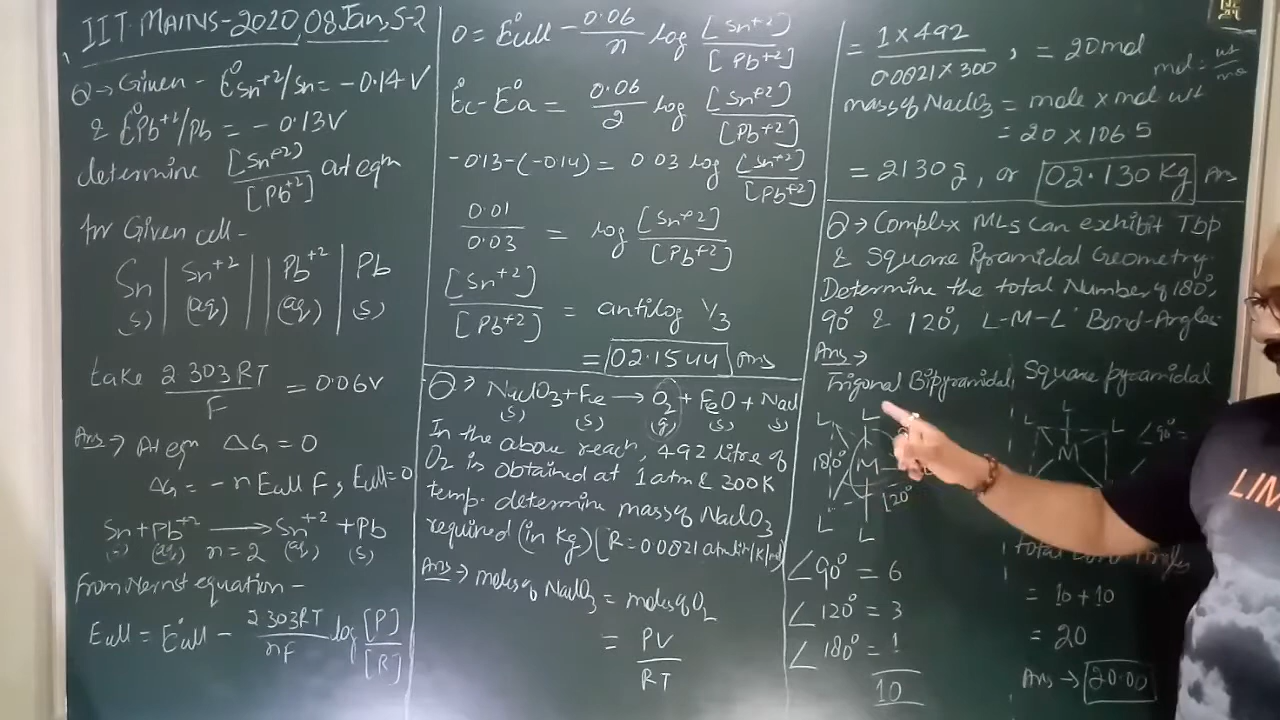 IIT-MAINS-2020, 08 Jan, S-2
Q→ Given - E°Sn⁺²/Sn = -0.14 V
& E°Pb⁺²/Pb = -0.13V
determine [Sn⁺²]/[Pb⁺²] at eqm
for Given cell-
Sn | Sn⁺² || Pb⁺² | Pb
(s) | (aq) || (aq) | (s)
take 2.303RT/F = 0.06V
Ans → At eqm ΔG = 0
ΔG = -n Ecell F, Ecell = 0
Sn + Pb⁺² ⟶ Sn⁺² + Pb
(s) (aq) n = 2 (aq) (s)
from Nernst equation -
Ecell = E°cell - 2.303RT/nF log [P]/[R]
0 = E°cell - 0.06/n log [Sn⁺²]/[Pb⁺²]
E°c - E°a = 0.06/2 log [Sn⁺²]/[Pb⁺²]
-0.13-(-0.14) = 0.03 log [Sn⁺²]/[Pb⁺²]
0.01/0.03 = log [Sn⁺²]/[Pb⁺²]
[Sn⁺²]/[Pb⁺²] = antilog 1/3
= 02.1544 Ans
Q→ NaClO₃ + Fe → O₂ + FeO + NaCl
(s) (s) (g) (s) (s)
In the above reacn, 492 litre of
O₂ is obtained at 1 atm & 300K
temp. determine mass of NaClO₃
required (in Kg) [R = 0.0821 atm
Ans → moles of NaClO₃ = moles of O₂
= PV/RT
= 1 × 492/0.0821 × 300, = 20 mol
mol = wt
mass of NaClO₃ = mole × mol wt
= 20 × 106.5
= 2130 g, or 02.130 Kg Ans
Q→ Complex ML₅ can exhibit Tbp
& Square Pyramidal Geometry.
Determine the total Number of 180°,
90° & 120°, L-M-L Bond-Angles
Ans →
Trigonal Bipyramidal, Square pyramidal
L L L L L
180° M M ∠90° =
120°
L L
∠90° = 6
∠120° = 3
∠180° = 1
10
total
= 10 + 10
= 20
Ans → 20.00
LIN